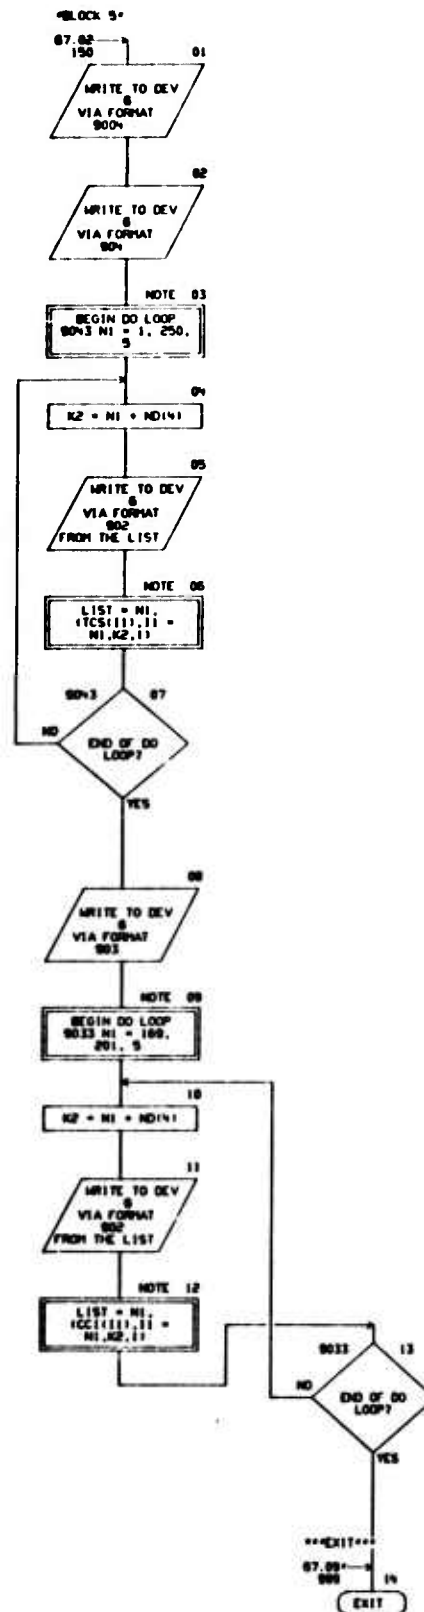 *BLOCK 5*
67.02
150
01
WRITE TO DEV
6
VIA FORMAT
9004
02
WRITE TO DEV
6
VIA FORMAT
904
NOTE 03
BEGIN DO LOOP
9043 N1 = 1, 250,
5
04
K2 = N1 + ND(4)
05
WRITE TO DEV
6
VIA FORMAT
902
FROM THE LIST
NOTE 06
LIST = N1,
(TCS(I1),I1 =
N1,K2,1)
9043 07
NO
END OF DO
LOOP?
YES
08
WRITE TO DEV
6
VIA FORMAT
903
NOTE 09
BEGIN DO LOOP
9033 N1 = 169,
201, 5
10
K2 = N1 + ND(4)
11
WRITE TO DEV
6
VIA FORMAT
902
FROM THE LIST
NOTE 12
LIST = N1,
(CC1(I1),I1 =
N1,K2,1)
9033 13
NO
END OF DO
LOOP?
YES
***EXIT***
67.09*
999
14
EXIT